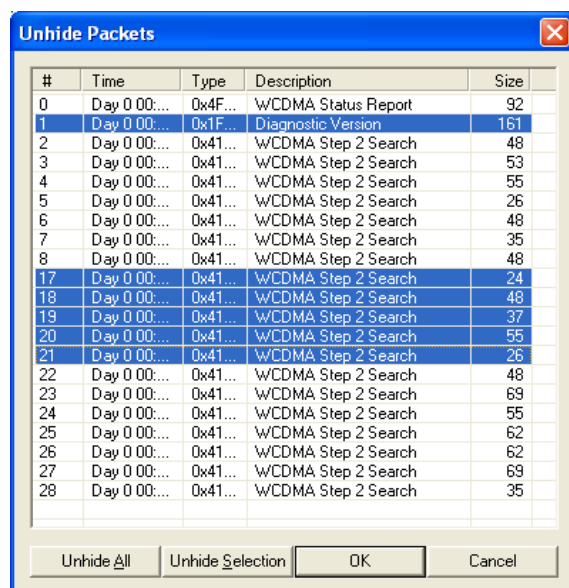 Unhide Packets
# Time Type Description Size
0 Day 0 00:... 0x4F... WCDMA Status Report 92
1 Day 0 00:... 0x1F... Diagnostic Version 161
2 Day 0 00:... 0x41... WCDMA Step 2 Search 48
3 Day 0 00:... 0x41... WCDMA Step 2 Search 53
4 Day 0 00:... 0x41... WCDMA Step 2 Search 55
5 Day 0 00:... 0x41... WCDMA Step 2 Search 26
6 Day 0 00:... 0x41... WCDMA Step 2 Search 48
7 Day 0 00:... 0x41... WCDMA Step 2 Search 35
8 Day 0 00:... 0x41... WCDMA Step 2 Search 48
17 Day 0 00:... 0x41... WCDMA Step 2 Search 24
18 Day 0 00:... 0x41... WCDMA Step 2 Search 48
19 Day 0 00:... 0x41... WCDMA Step 2 Search 37
20 Day 0 00:... 0x41... WCDMA Step 2 Search 55
21 Day 0 00:... 0x41... WCDMA Step 2 Search 26
22 Day 0 00:... 0x41... WCDMA Step 2 Search 48
23 Day 0 00:... 0x41... WCDMA Step 2 Search 69
24 Day 0 00:... 0x41... WCDMA Step 2 Search 55
25 Day 0 00:... 0x41... WCDMA Step 2 Search 62
26 Day 0 00:... 0x41... WCDMA Step 2 Search 62
27 Day 0 00:... 0x41... WCDMA Step 2 Search 69
28 Day 0 00:... 0x41... WCDMA Step 2 Search 35
Unhide All Unhide Selection OK Cancel